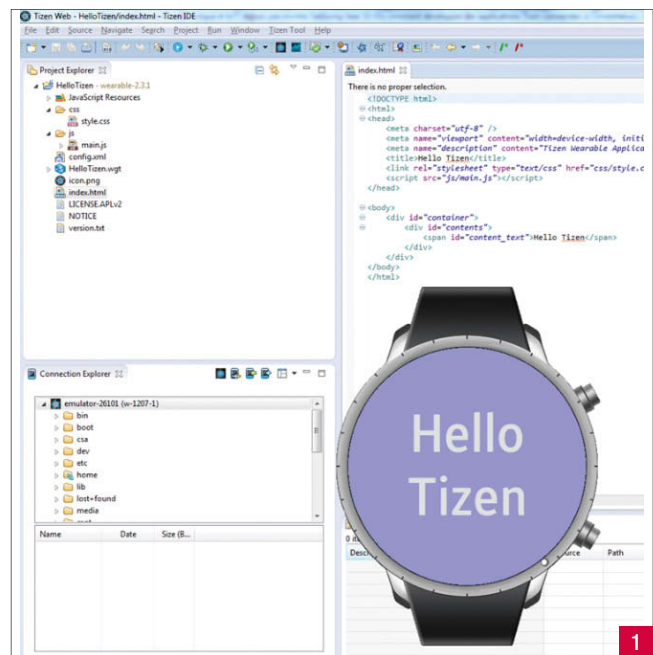 Tizen Web - HelloTizen/index.html - Tizen IDE
File Edit Source Navigate Search Project Run Window Tizen Tool Help
Project Explorer
HelloTizen - wearable-2.3.1
JavaScript Resources
css
style.css
js
main.js
config.xml
HelloTizen.wgt
icon.png
index.html
LICENSE.APLv2
NOTICE
version.txt
index.html
There is no proper selection.
<!DOCTYPE html>
<html>
<head>
<meta charset="utf-8" />
<meta name="viewport" content="width=device-width, initi
<meta name="description" content="Tizen Wearable Applica
<title>Hello Tizen</title>
<link rel="stylesheet" type="text/css" href="css/style.c
<script src="js/main.js"></script>
</head>
<body>
<div id="container">
<div id="contents">
<span id="content_text">Hello Tizen</span>
</div>
</div>
</body>
</html>
Connection Explorer
emulator-26101 (w-1207-1)
bin
boot
csa
dev
etc
home
lib
lost+found
media
Name Date Size (B...
Hello
Tizen
0 it
Descr
urce Path
1